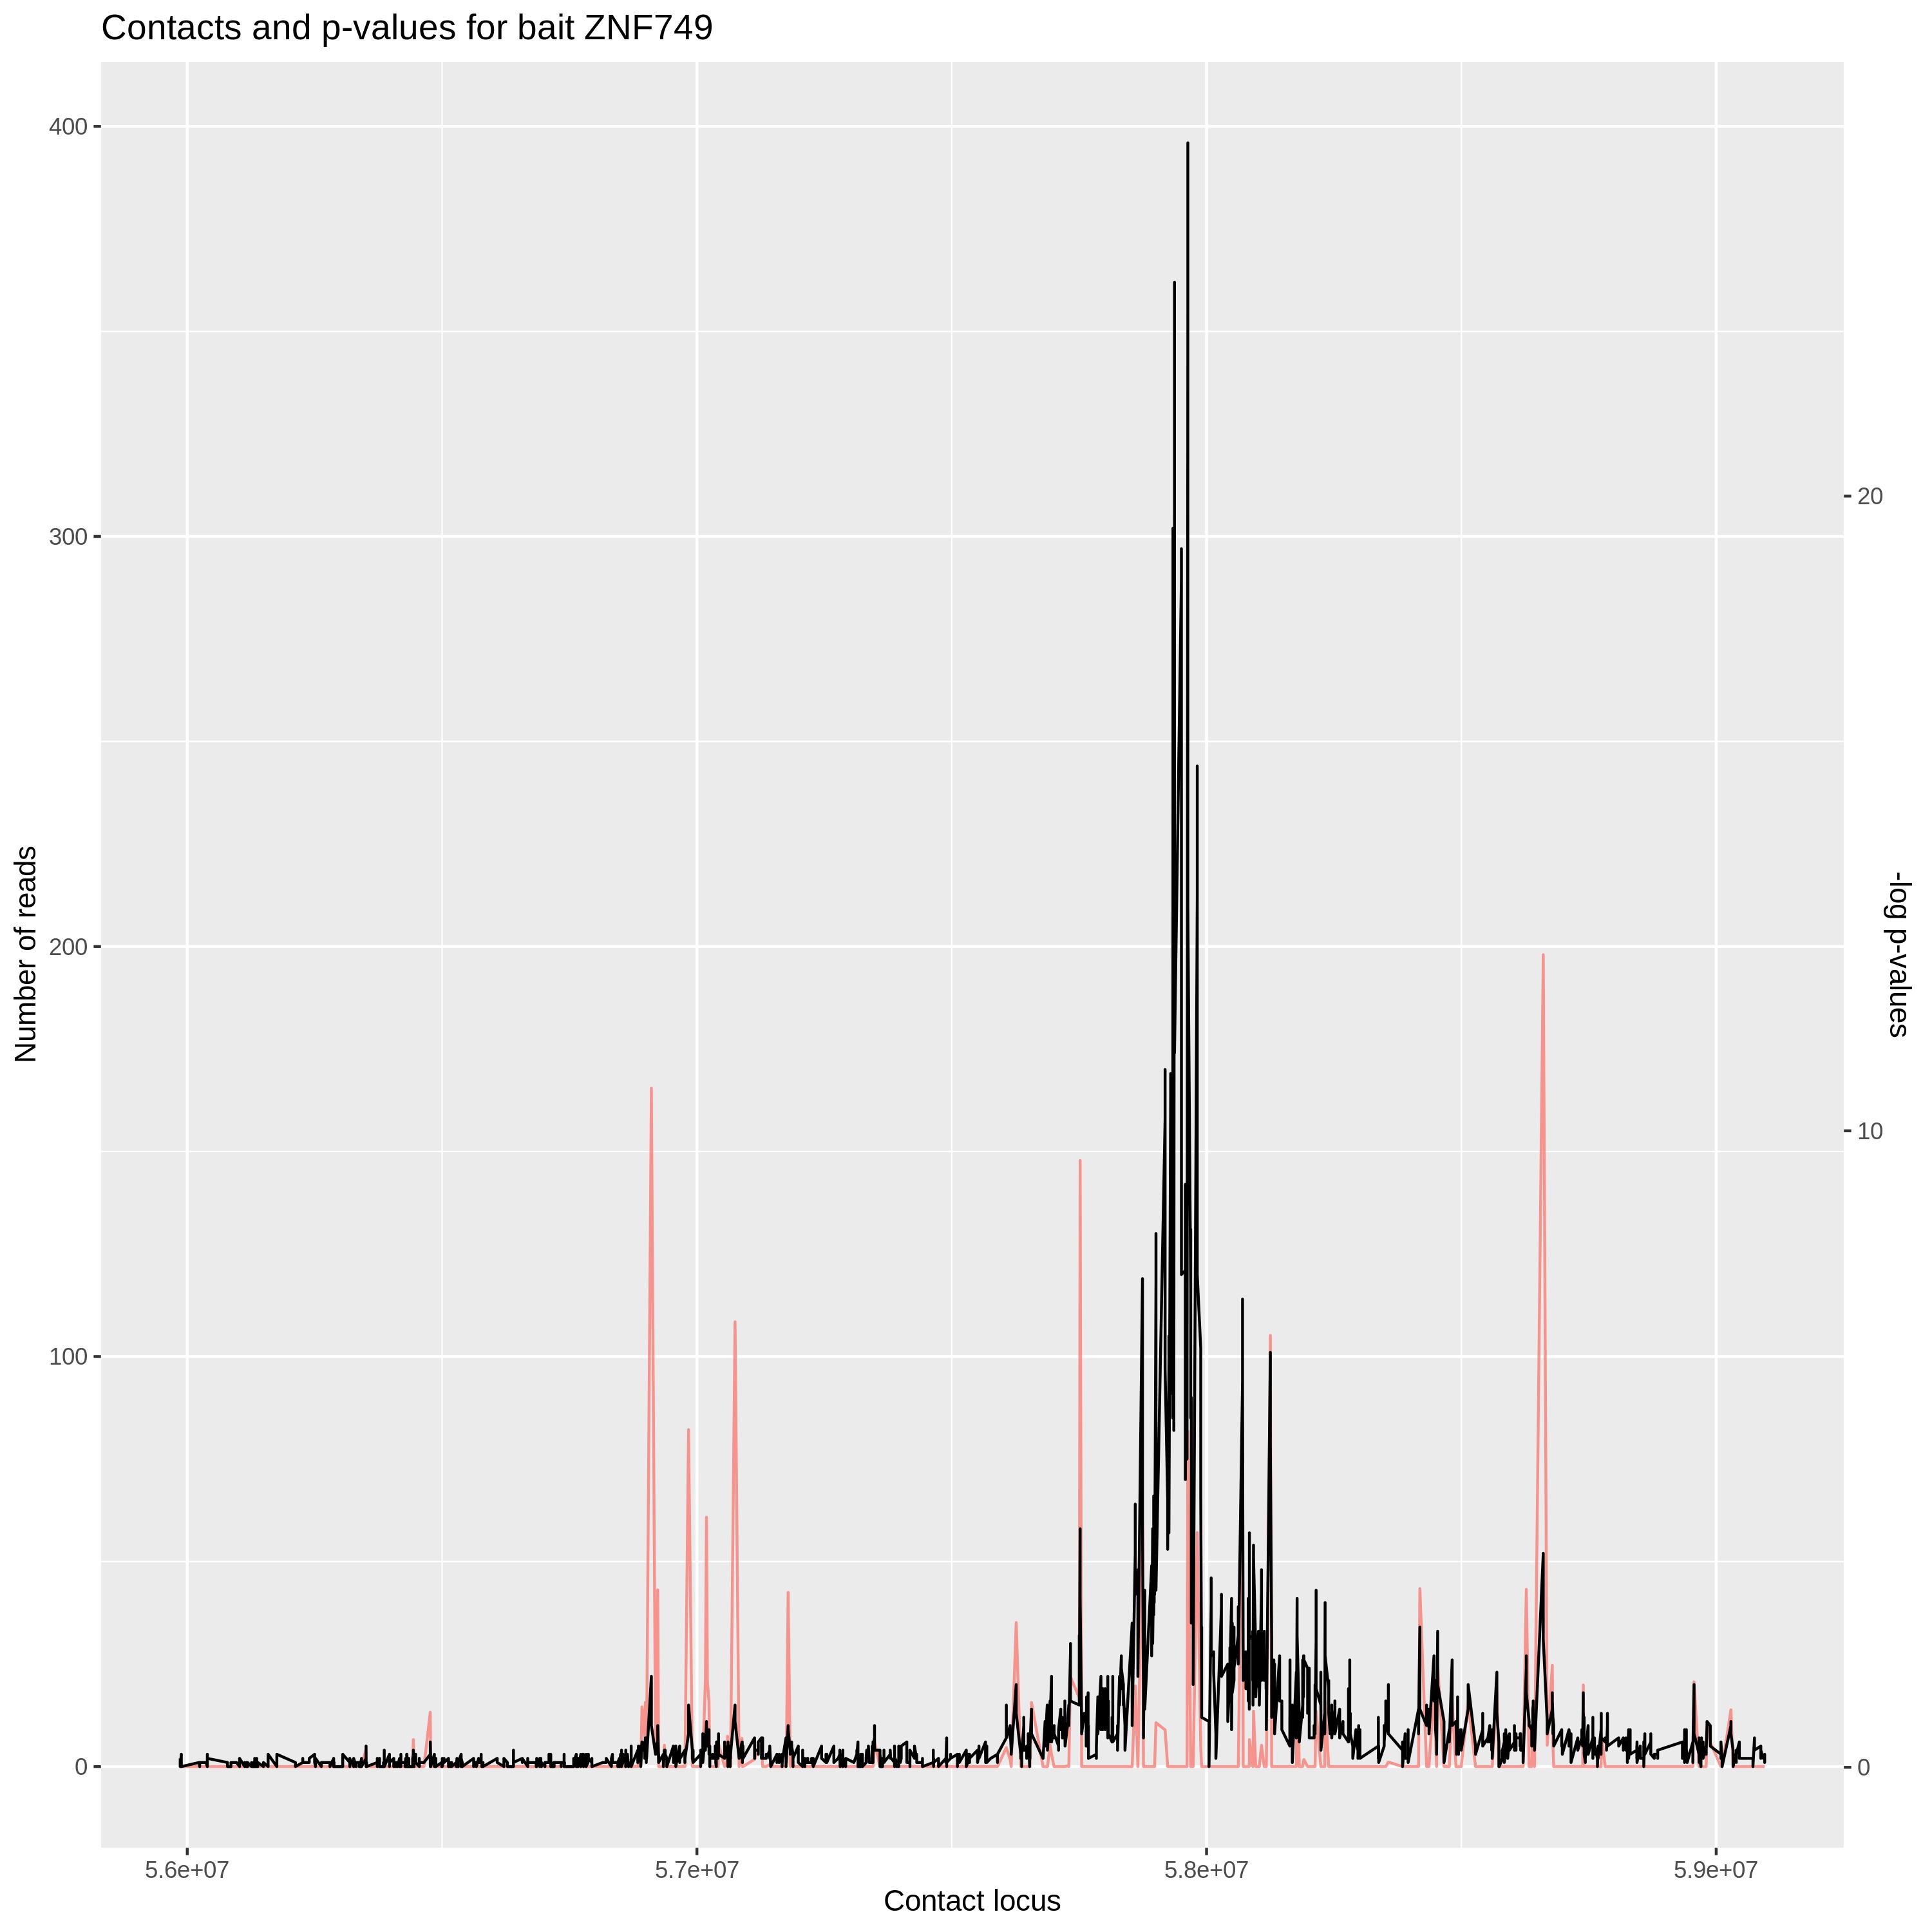 Contacts and p-values for bait ZNF749
400
300
200
100
0
Number of reads
20
10
0
-log p-values
5.6e+07
5.7e+07
5.8e+07
5.9e+07
Contact locus